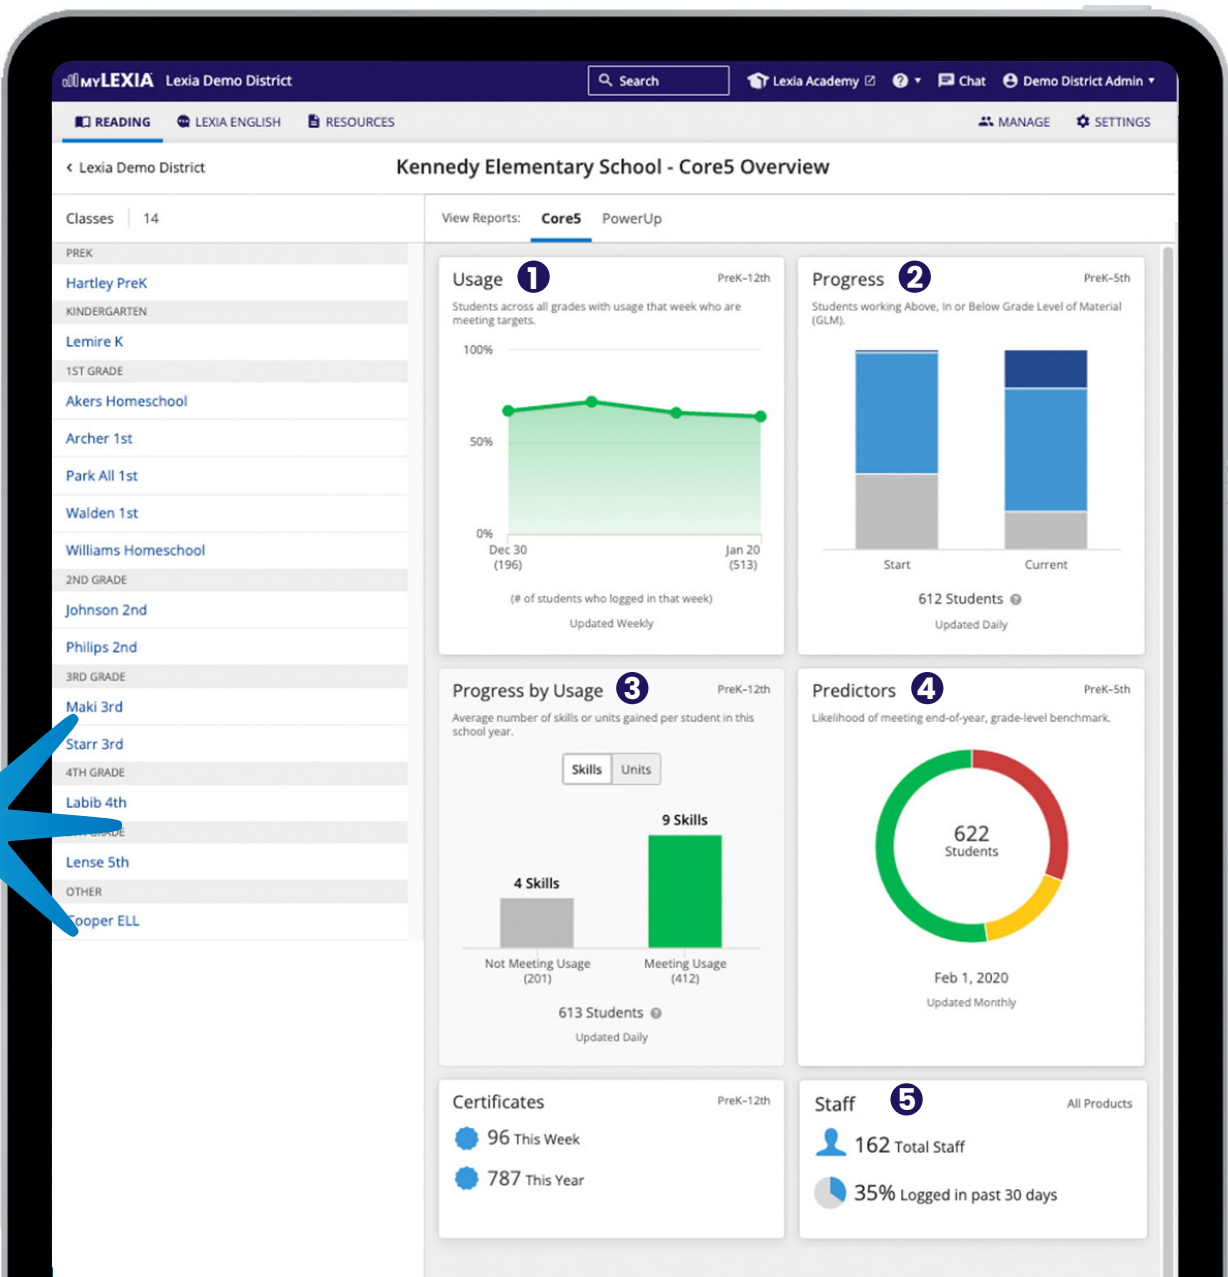 MYLEXIA Lexia Demo District
Search
Lexia Academy
? Chat
Demo District Admin
READING
LEXIA ENGLISH
RESOURCES
MANAGE
SETTINGS
< Lexia Demo District
Kennedy Elementary School - Core5 Overview
Classes 14
View Reports: Core5 PowerUp
PREK
Hartley PreK
KINDERGARTEN
Lemire K
1ST GRADE
Akers Homeschool
Archer 1st
Park All 1st
Walden 1st
Williams Homeschool
2ND GRADE
Johnson 2nd
Philips 2nd
3RD GRADE
Maki 3rd
Starr 3rd
4TH GRADE
Labib 4th
GRADE
Lense 5th
OTHER
Cooper ELL
Usage 1 PreK–12th
Students across all grades with usage that week who are
meeting targets.
100%
50%
0%
Dec 30 Jan 20
(196) (513)
(# of students who logged in that week)
Updated Weekly
Progress 2 PreK–5th
Students working Above, In or Below Grade Level of Material
(GLM).
Start Current
612 Students ?
Updated Daily
Progress by Usage 3 PreK–12th
Average number of skills or units gained per student in this
school year.
Skills Units
9 Skills
4 Skills
Not Meeting Usage Meeting Usage
(201) (412)
613 Students ?
Updated Daily
Predictors 4 PreK–5th
Likelihood of meeting end-of-year, grade-level benchmark.
622
Students
Feb 1, 2020
Updated Monthly
Certificates PreK–12th
96 This Week
787 This Year
Staff 5 All Products
162 Total Staff
35% Logged in past 30 days